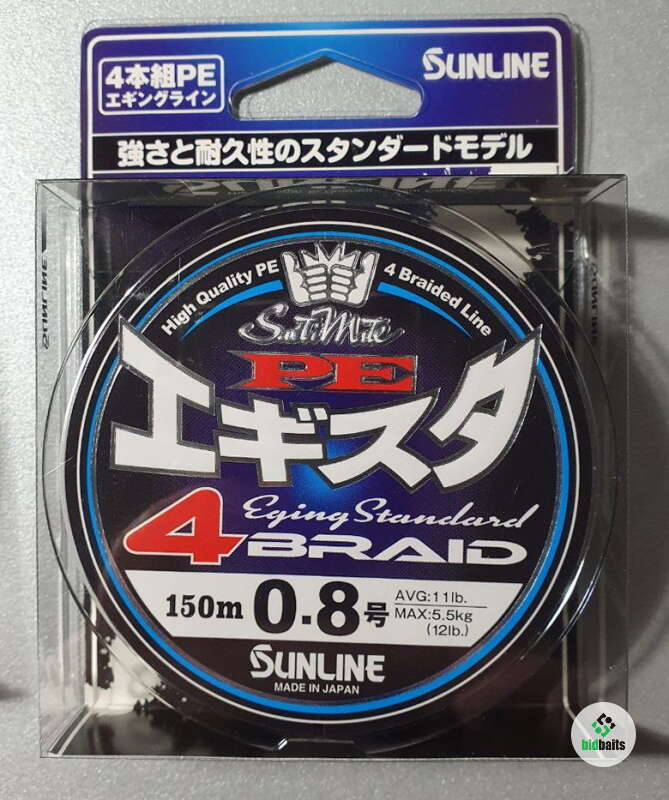 4本組PE
エギングライン
SUNLINE
強さと耐久性のスタンダードモデル
SUNLINE
High Quality PE
4 Braided Line
SaTiMite
PE
エギスタ
Eging Standard
4BRAID
150m 0.8号
AVG:11lb.
MAX:5.5kg
(12lb.)
SUNLINE
MADE IN JAPAN
bidbaits